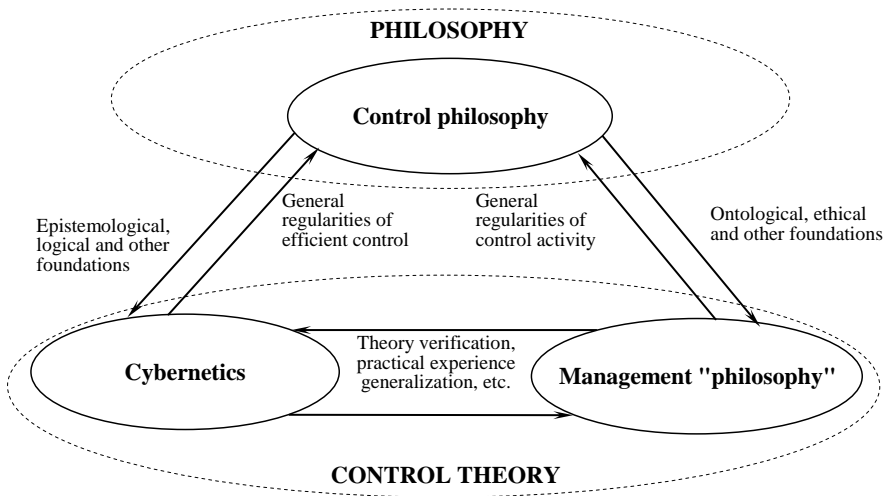 PHILOSOPHY
Control philosophy
Epistemological,
logical and other
foundations
General
regularities of
efficient control
General
regularities of
control activity
Ontological, ethical
and other foundations
Cybernetics
Theory verification,
practical experience
generalization, etc.
Management "philosophy"
CONTROL THEORY